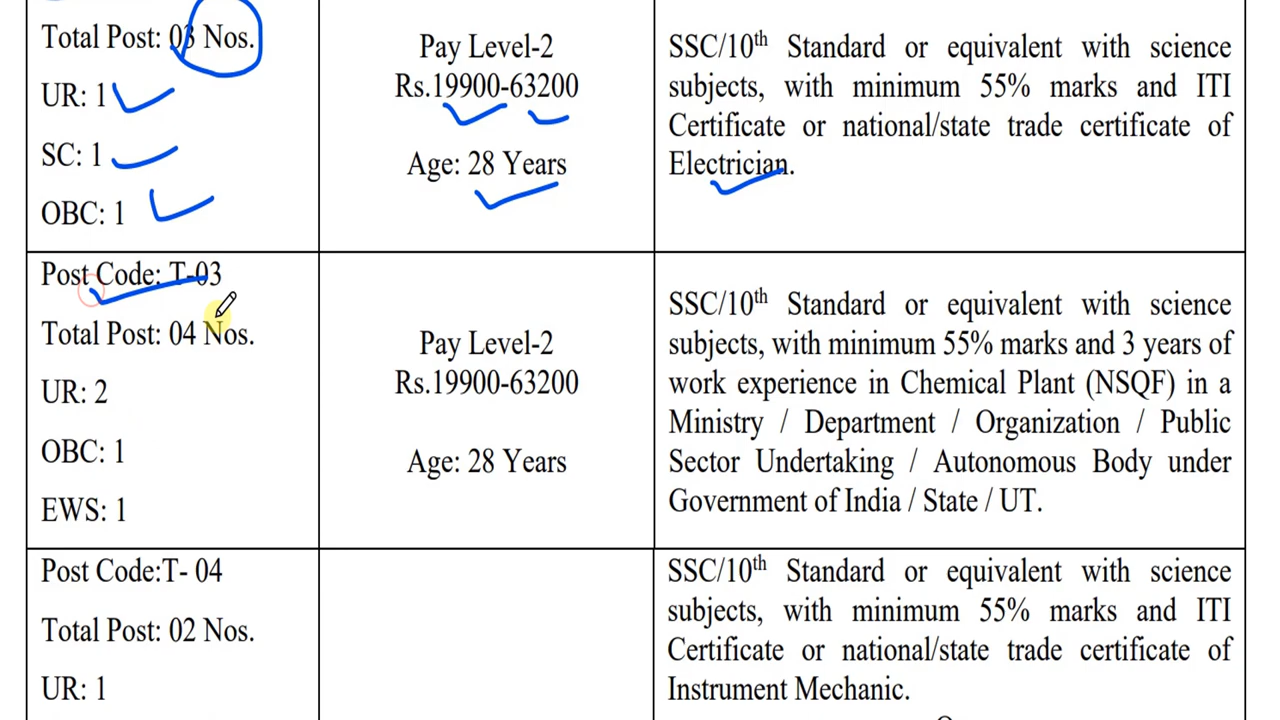 Total Post: 03 Nos.
UR: 1
SC: 1
OBC: 1
Pay Level-2
Rs.19900-63200
Age: 28 Years
SSC/10th Standard or equivalent with science
subjects, with minimum 55% marks and ITI
Certificate or national/state trade certificate of
Electrician.
Post Code: T-03
Total Post: 04 Nos.
UR: 2
OBC: 1
EWS: 1
Pay Level-2
Rs.19900-63200
Age: 28 Years
SSC/10th Standard or equivalent with science
subjects, with minimum 55% marks and 3 years of
work experience in Chemical Plant (NSQF) in a
Ministry / Department / Organization / Public
Sector Undertaking / Autonomous Body under
Government of India / State / UT.
Post Code:T- 04
Total Post: 02 Nos.
UR: 1
SSC/10th Standard or equivalent with science
subjects, with minimum 55% marks and ITI
Certificate or national/state trade certificate of
Instrument Mechanic.